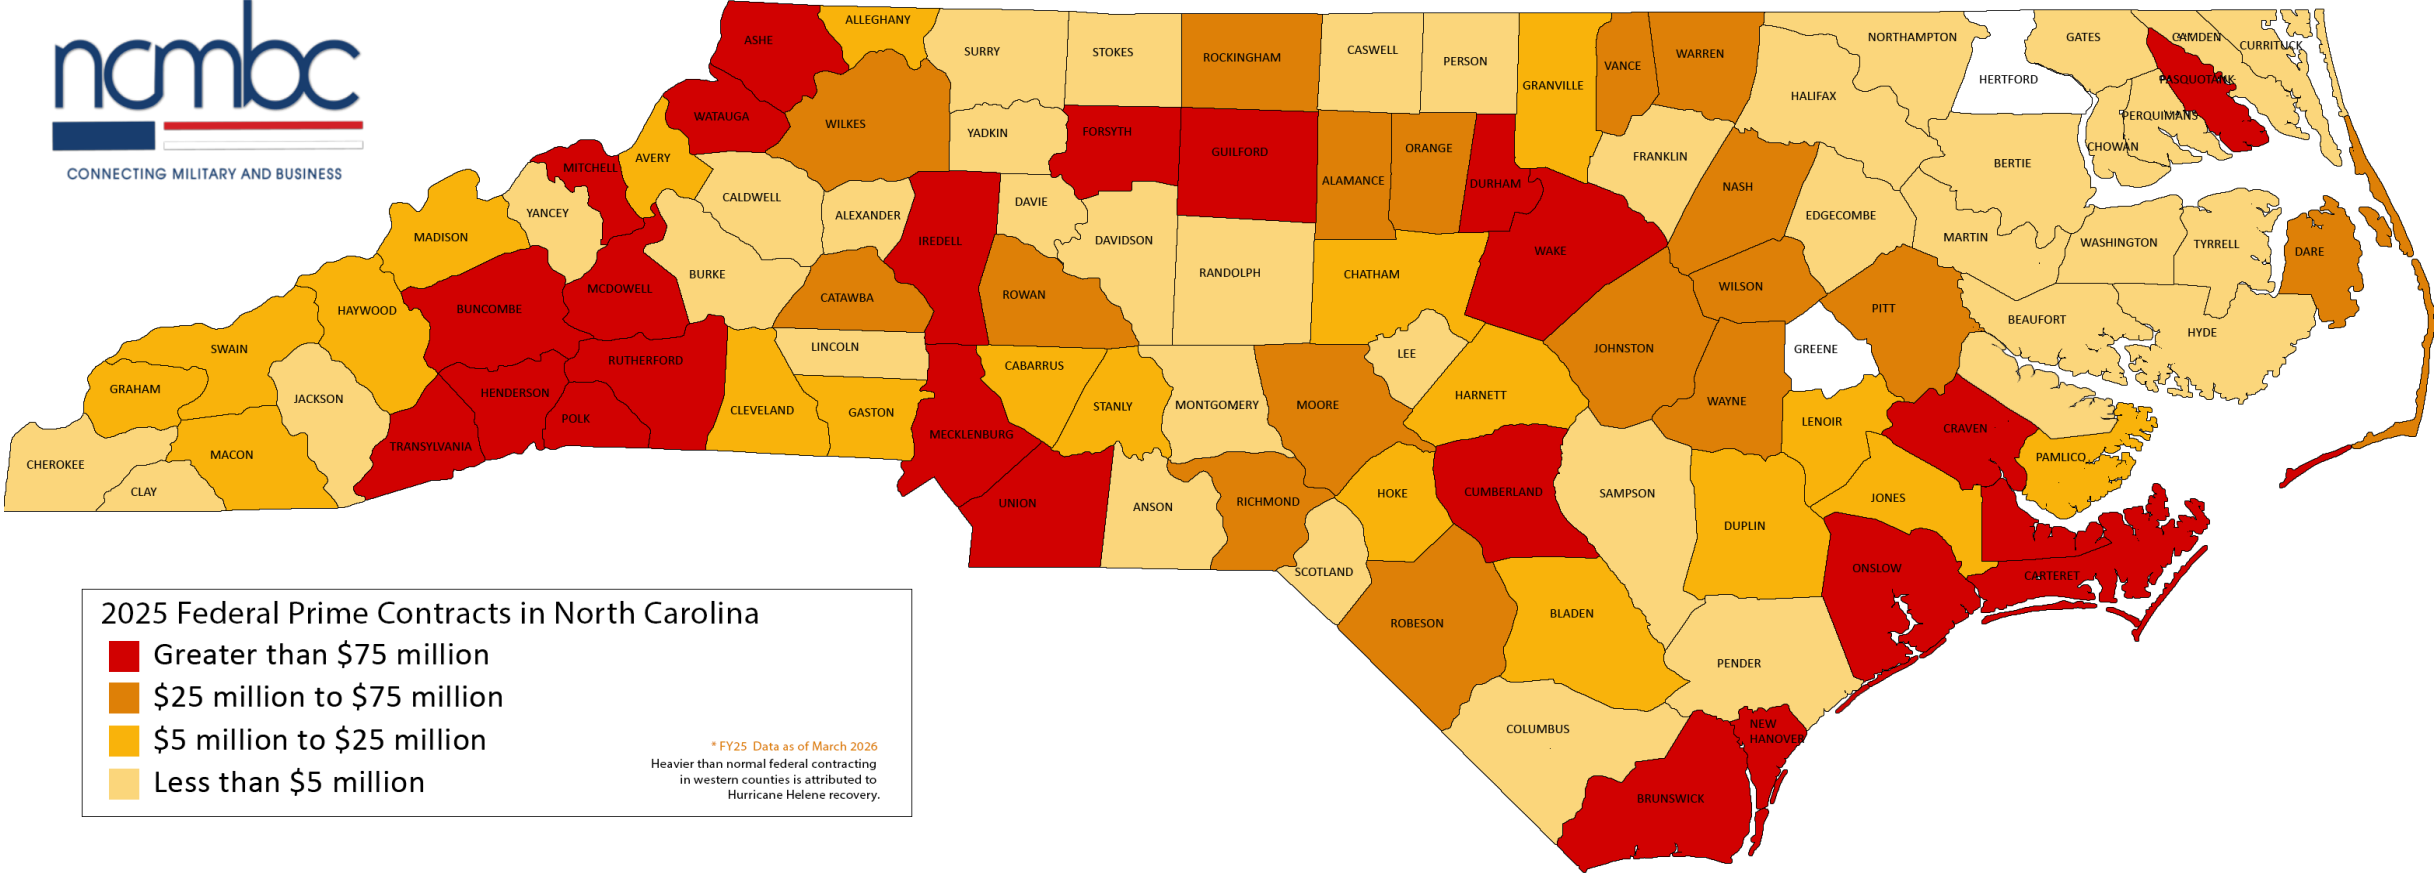 ncmbc
CONNECTING MILITARY AND BUSINESS
ASHE
ALLEGHANY
SURRY
STOKES
ROCKINGHAM
CASWELL
PERSON
GRANVILLE
VANCE
WARREN
NORTHAMPTON
HERTFORD
GATES
CAMDEN
CURRITUCK
PASQUOTANK
HALIFAX
WATAUGA
WILKES
YADKIN
FORSYTH
GUILFORD
ALAMANCE
ORANGE
DURHAM
FRANKLIN
NASH
BERTIE
PERQUIMANS
CHOWAN
MITCHELL
AVERY
YANCEY
CALDWELL
ALEXANDER
DAVIE
DAVIDSON
EDGECOMBE
MARTIN
WASHINGTON
TYRRELL
DARE
MADISON
IREDELL
RANDOLPH
CHATHAM
WAKE
BURKE
MCDOWELL
BUNCOMBE
HAYWOOD
CATAWBA
ROWAN
WILSON
PITT
BEAUFORT
HYDE
SWAIN
RUTHERFORD
LINCOLN
CABARRUS
LEE
JOHNSTON
GREENE
GRAHAM
JACKSON
HENDERSON
POLK
CLEVELAND
GASTON
STANLY
MONTGOMERY
MOORE
HARNETT
WAYNE
LENOIR
CRAVEN
PAMLICO
CHEROKEE
CLAY
MACON
TRANSYLVANIA
MECKLENBURG
UNION
ANSON
RICHMOND
HOKE
CUMBERLAND
SAMPSON
DUPLIN
JONES
SCOTLAND
ROBESON
BLADEN
ONSLOW
CARTERET
PENDER
COLUMBUS
NEW
HANOVER
BRUNSWICK
2025 Federal Prime Contracts in North Carolina
Greater than $75 million
$25 million to $75 million
$5 million to $25 million
Less than $5 million
* FY25 Data as of March 2026
Heavier than normal federal contracting
in western counties is attributed to
Hurricane Helene recovery.